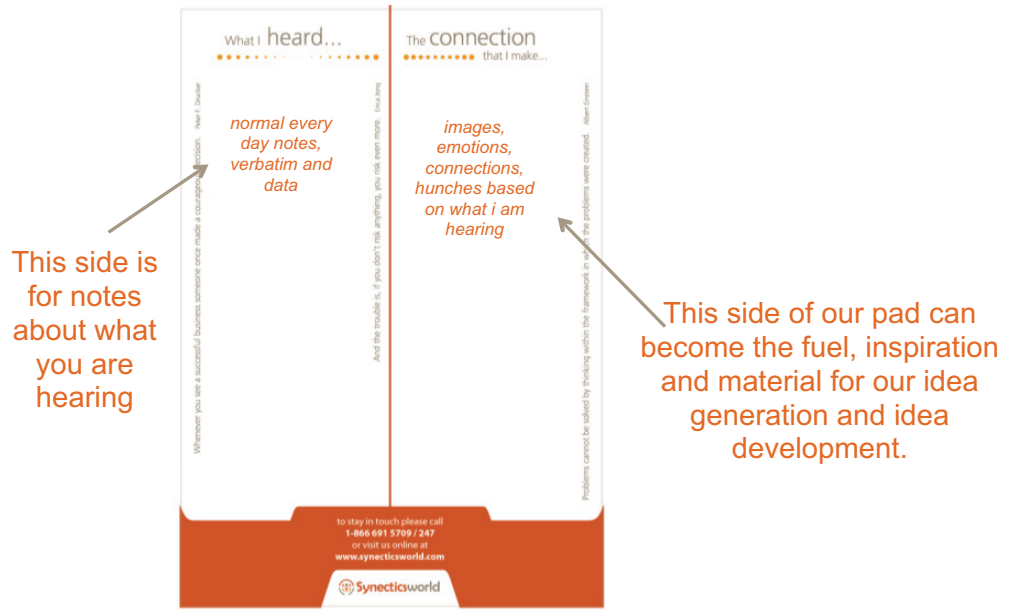 What I heard...
The connection
that I make...
normal every
day notes,
verbatim and
data
images,
emotions,
connections,
hunches based
on what i am
hearing
Whenever you see a successful business someone once made a courageous decision. Peter F. Drucker
And the trouble is, if you don't risk anything, you risk even more. Erica Jong
Problems cannot be solved by thinking within the framework in which the problems were created. Albert Einstein
This side is
for notes
about what
you are
hearing
This side of our pad can
become the fuel, inspiration
and material for our idea
generation and idea
development.
to stay in touch please call
1-866 691 5709 / 247
or visit us online at
www.synecticsworld.com
Synecticsworld